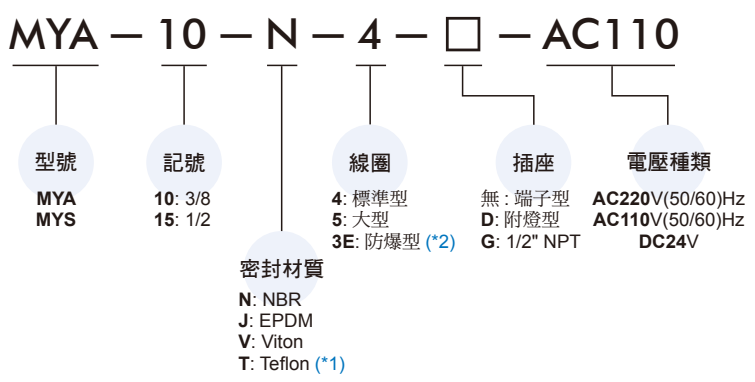 MYA — 10 — N — 4 — □ — AC110
型號
MYA
MYS
記號
10: 3/8
15: 1/2
密封材質
N: NBR
J: EPDM
V: Viton
T: Teflon (*1)
線圈
4: 標準型
5: 大型
3E: 防爆型 (*2)
插座
無 : 端子型
D: 附燈型
G: 1/2" NPT
電壓種類
AC220V(50/60)Hz
AC110V(50/60)Hz
DC24V